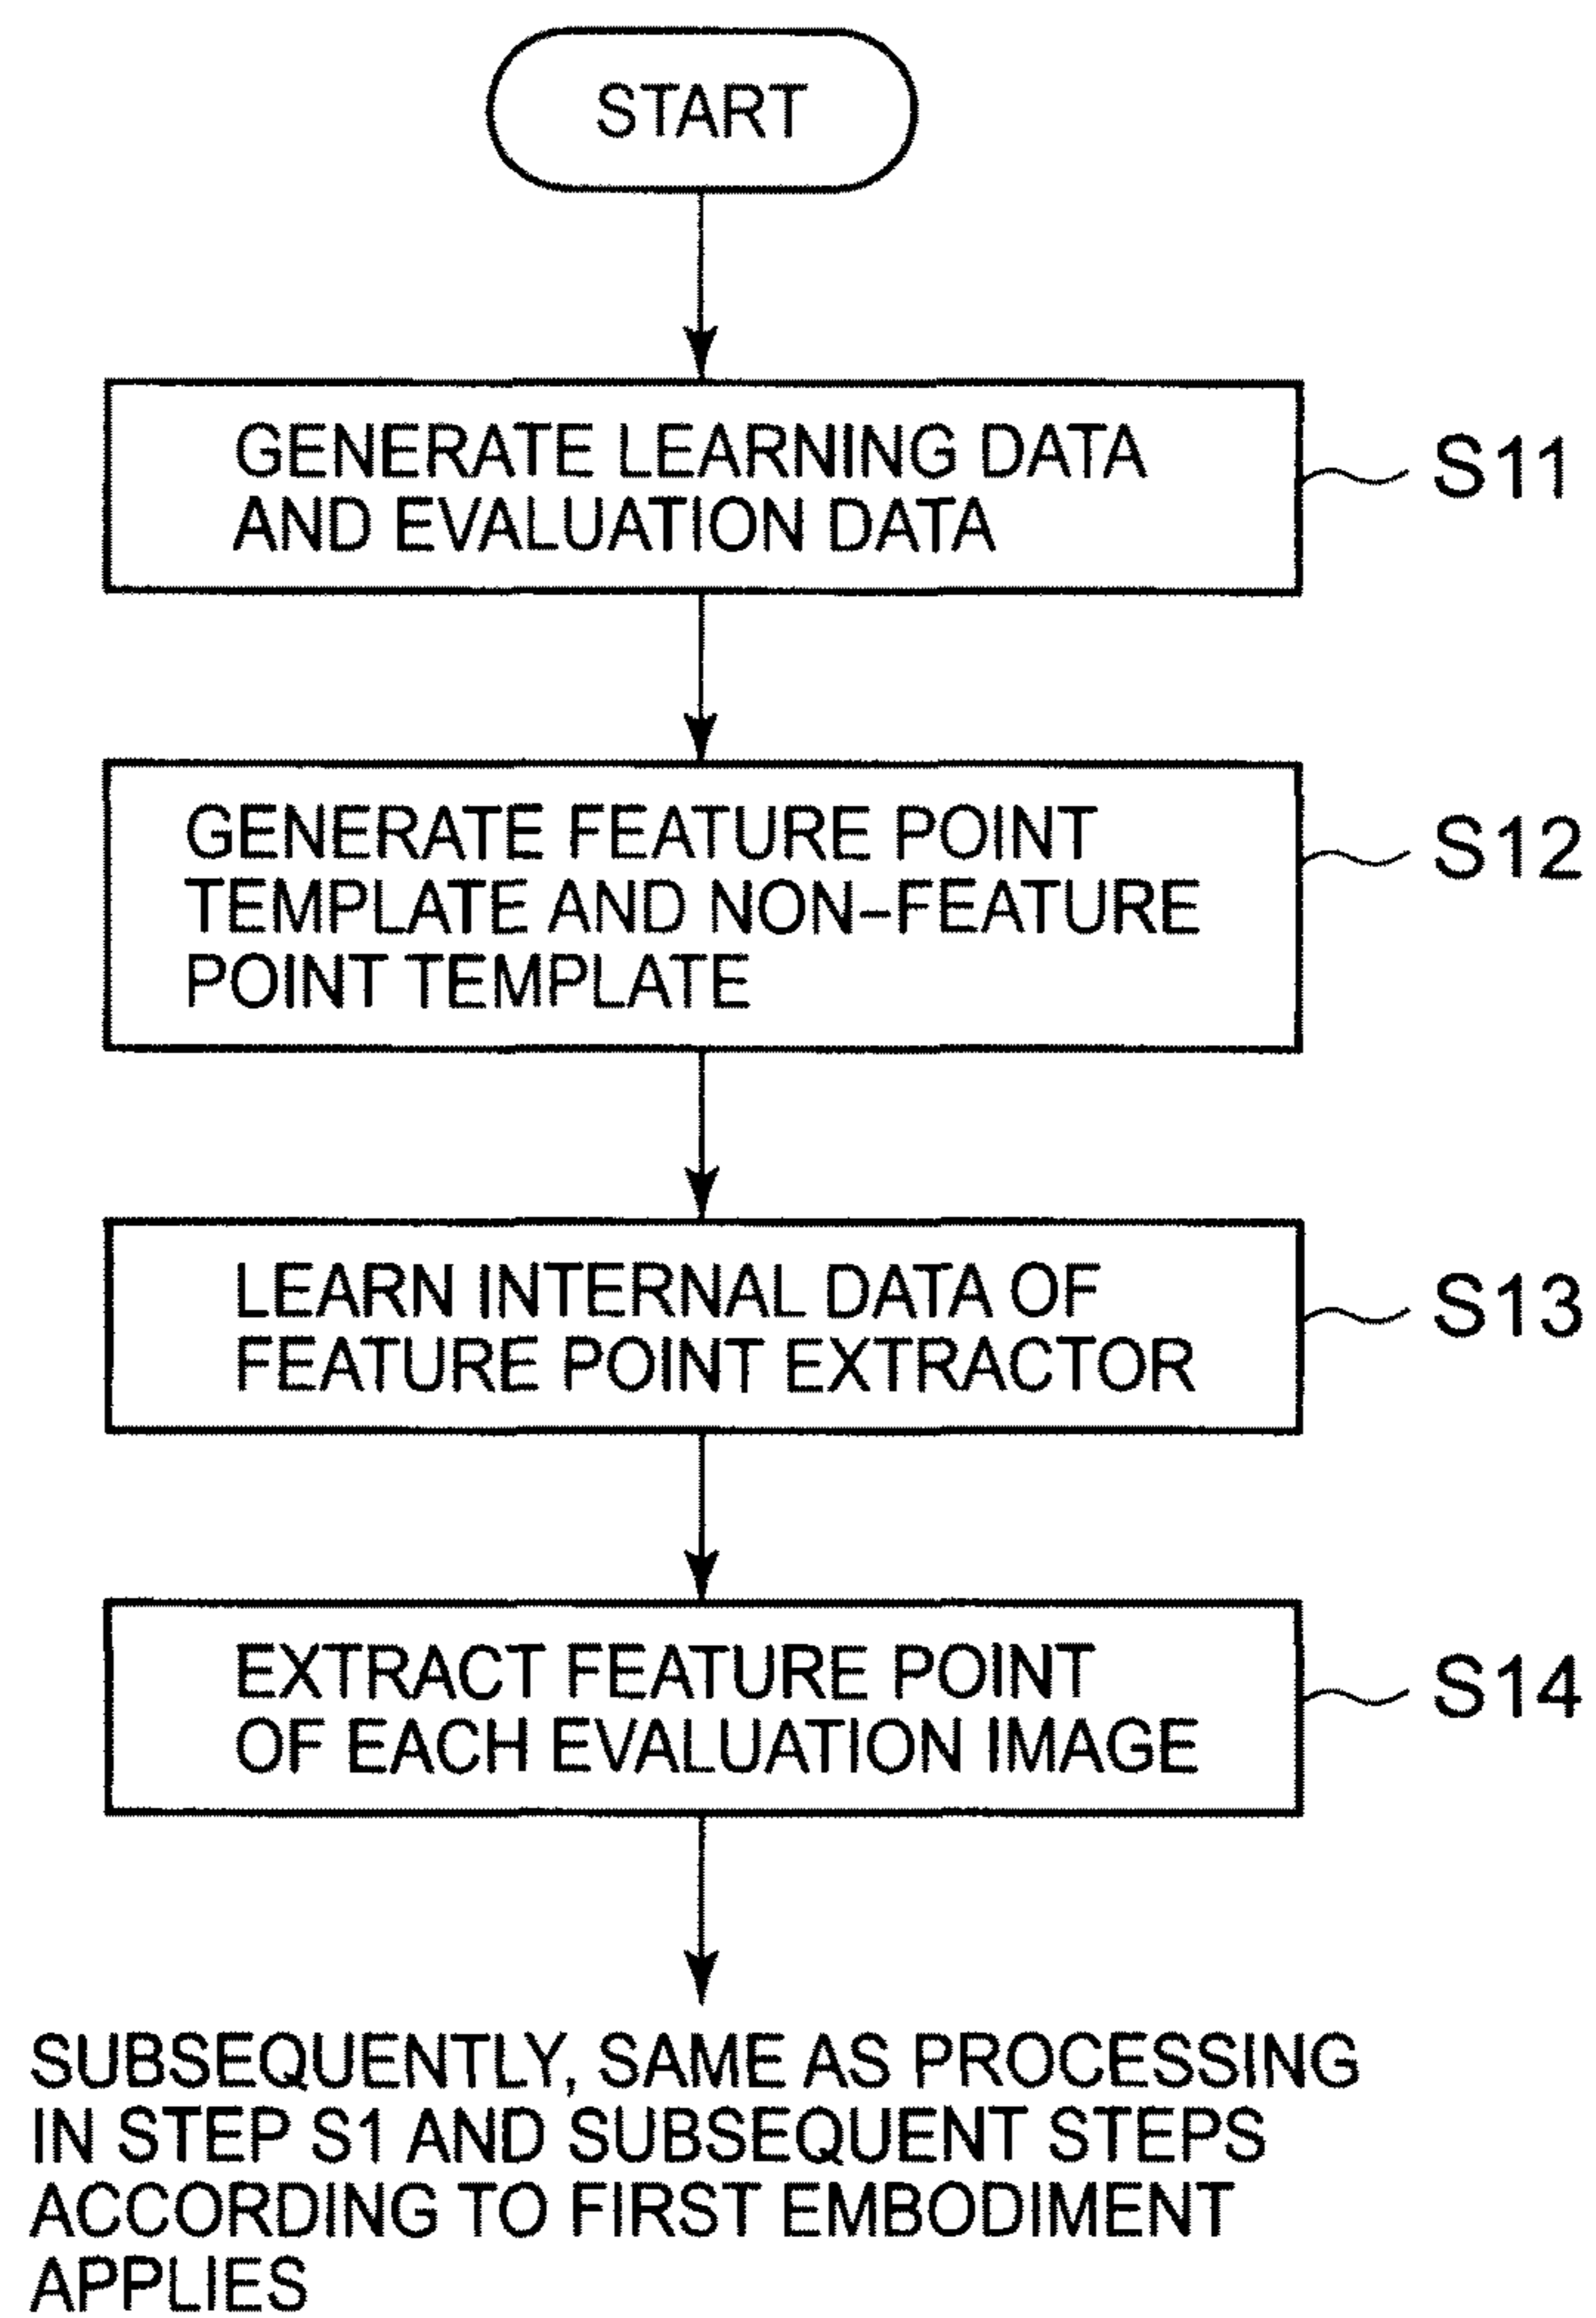 START
GENERATE LEARNING DATA
AND EVALUATION DATA
S11
GENERATE FEATURE POINT
TEMPLATE AND NON-FEATURE
POINT TEMPLATE
S12
LEARN INTERNAL DATA OF
FEATURE POINT EXTRACTOR
S13
EXTRACT FEATURE POINT
OF EACH EVALUATION IMAGE
S14
SUBSEQUENTLY, SAME AS PROCESSING
IN STEP S1 AND SUBSEQUENT STEPS
ACCORDING TO FIRST EMBODIMENT
APPLIES